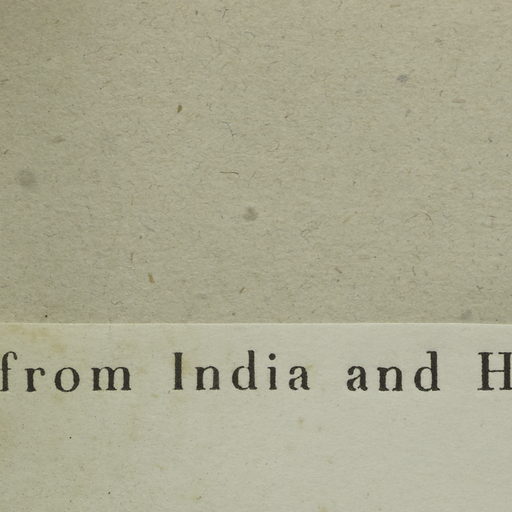 from India and H